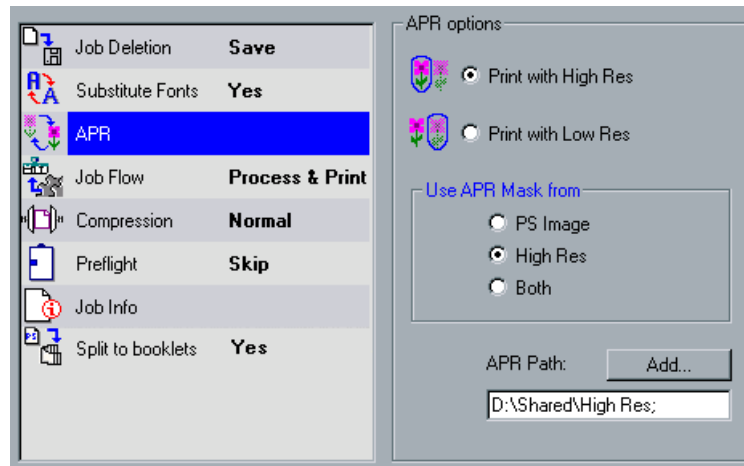 Job Deletion Save
Substitute Fonts Yes
APR
Job Flow Process & Print
Compression Normal
Preflight Skip
Job Info
Split to booklets Yes
APR options
Print with High Res
Print with Low Res
Use APR Mask from
PS Image
High Res
Both
APR Path: Add...
D:\Shared\High Res;